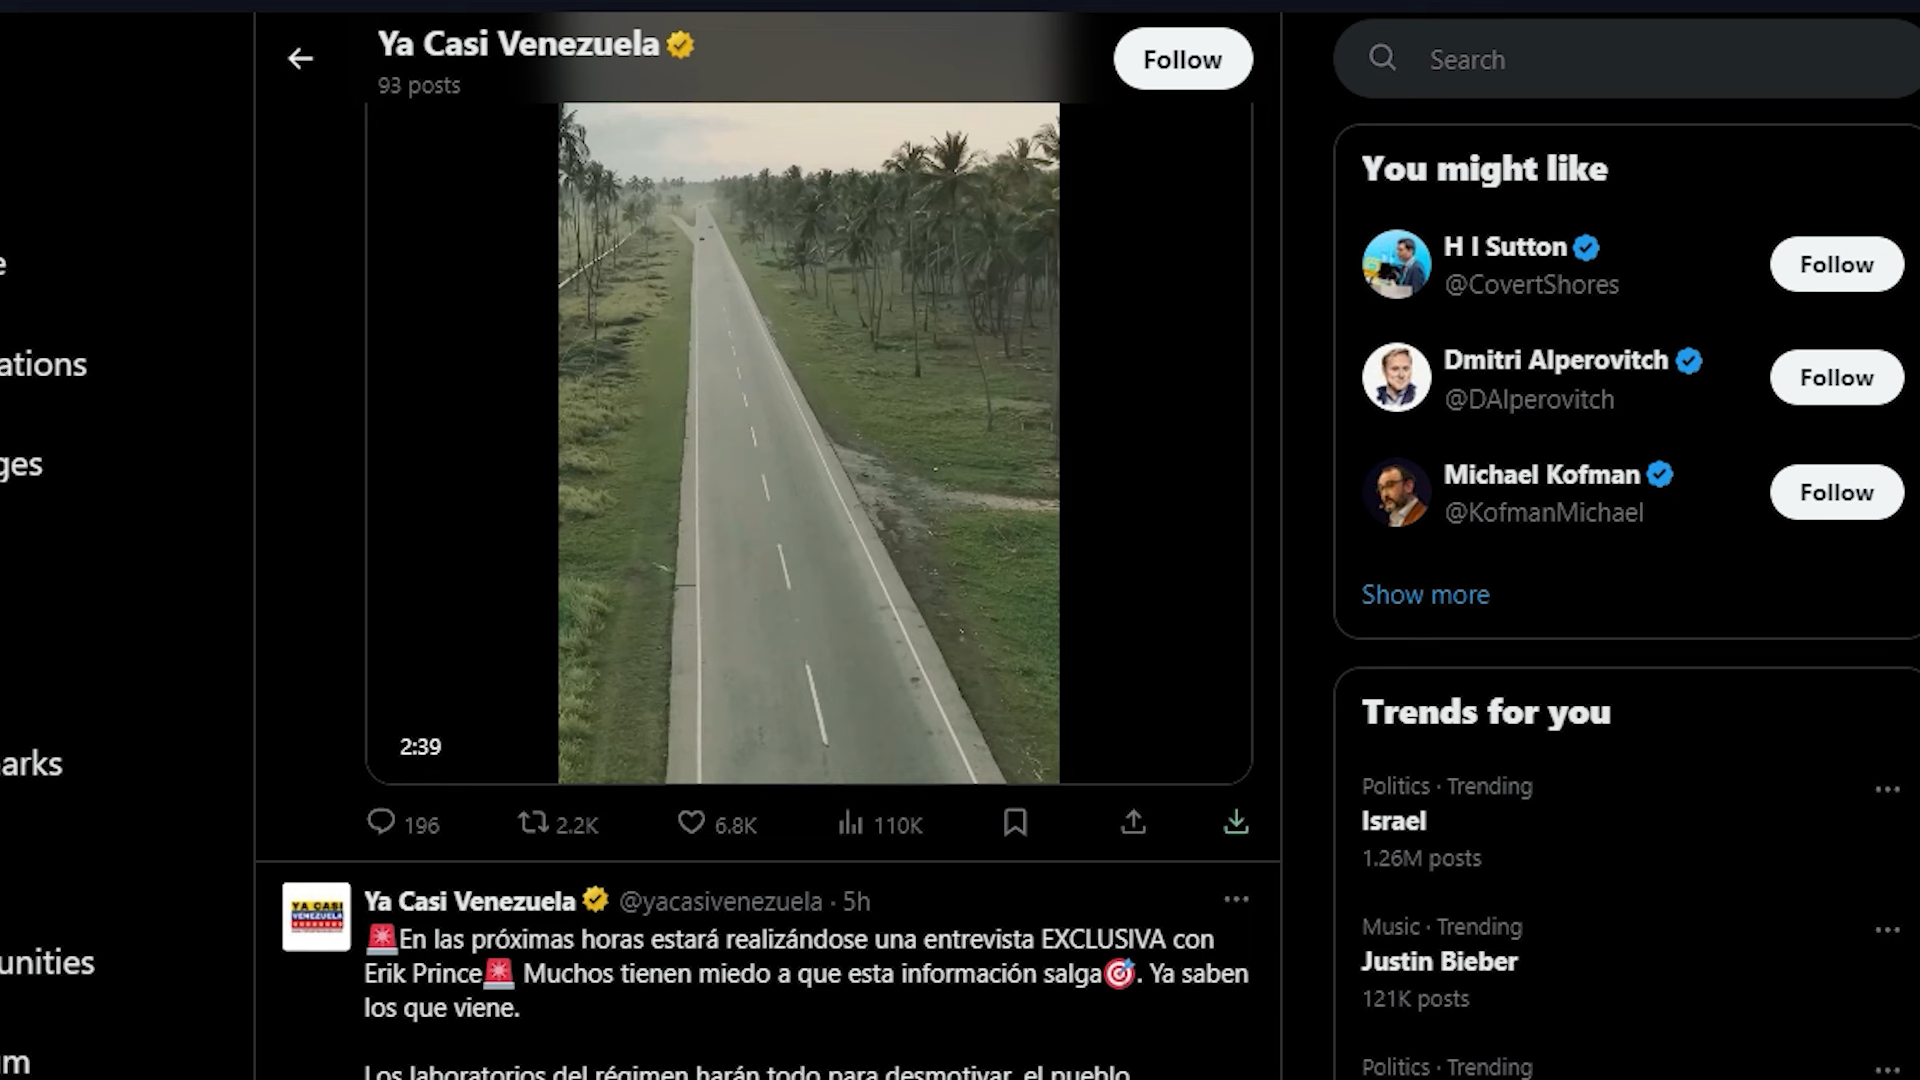 Ya Casi Venezuela
93 posts
Follow
2:39
196
2.2K
6.8K
110K
YA CASI
VENEZUELA
Ya Casi Venezuela @yacasivenezuela · 5h
🚨En las próximas horas estará realizándose una entrevista EXCLUSIVA con
Erik Prince🚨 Muchos tienen miedo a que esta información salga🎯. Ya saben
los que viene.
Los laboratorios del régimen harán todo para desmotivar, el pueblo
Search
You might like
H I Sutton
@CovertShores
Follow
Dmitri Alperovitch
@DAlperovitch
Follow
Michael Kofman
@KofmanMichael
Follow
Show more
Trends for you
Politics · Trending
Israel
1.26M posts
Music · Trending
Justin Bieber
121K posts
Politics · Trending